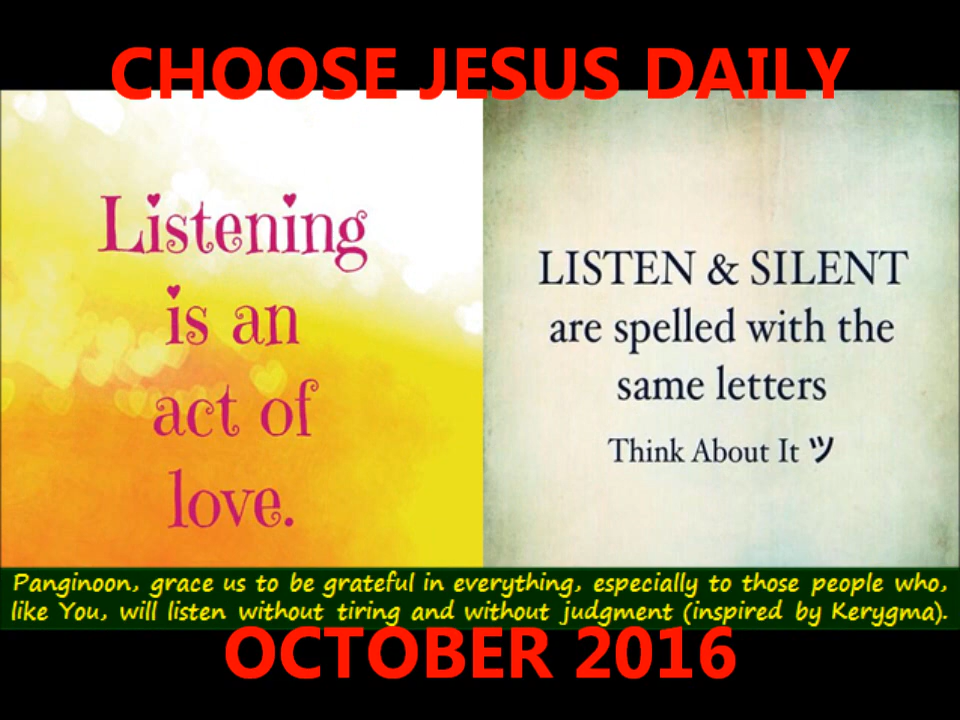 CHOOSE JESUS DAILY
Listening
is an
act of
love.
LISTEN & SILENT
are spelled with the
same letters
Think About It ツ
Panginoon, grace us to be grateful in everything, especially to those people who,
like You, will listen without tiring and without judgment (inspired by Kerygma).
OCTOBER 2016